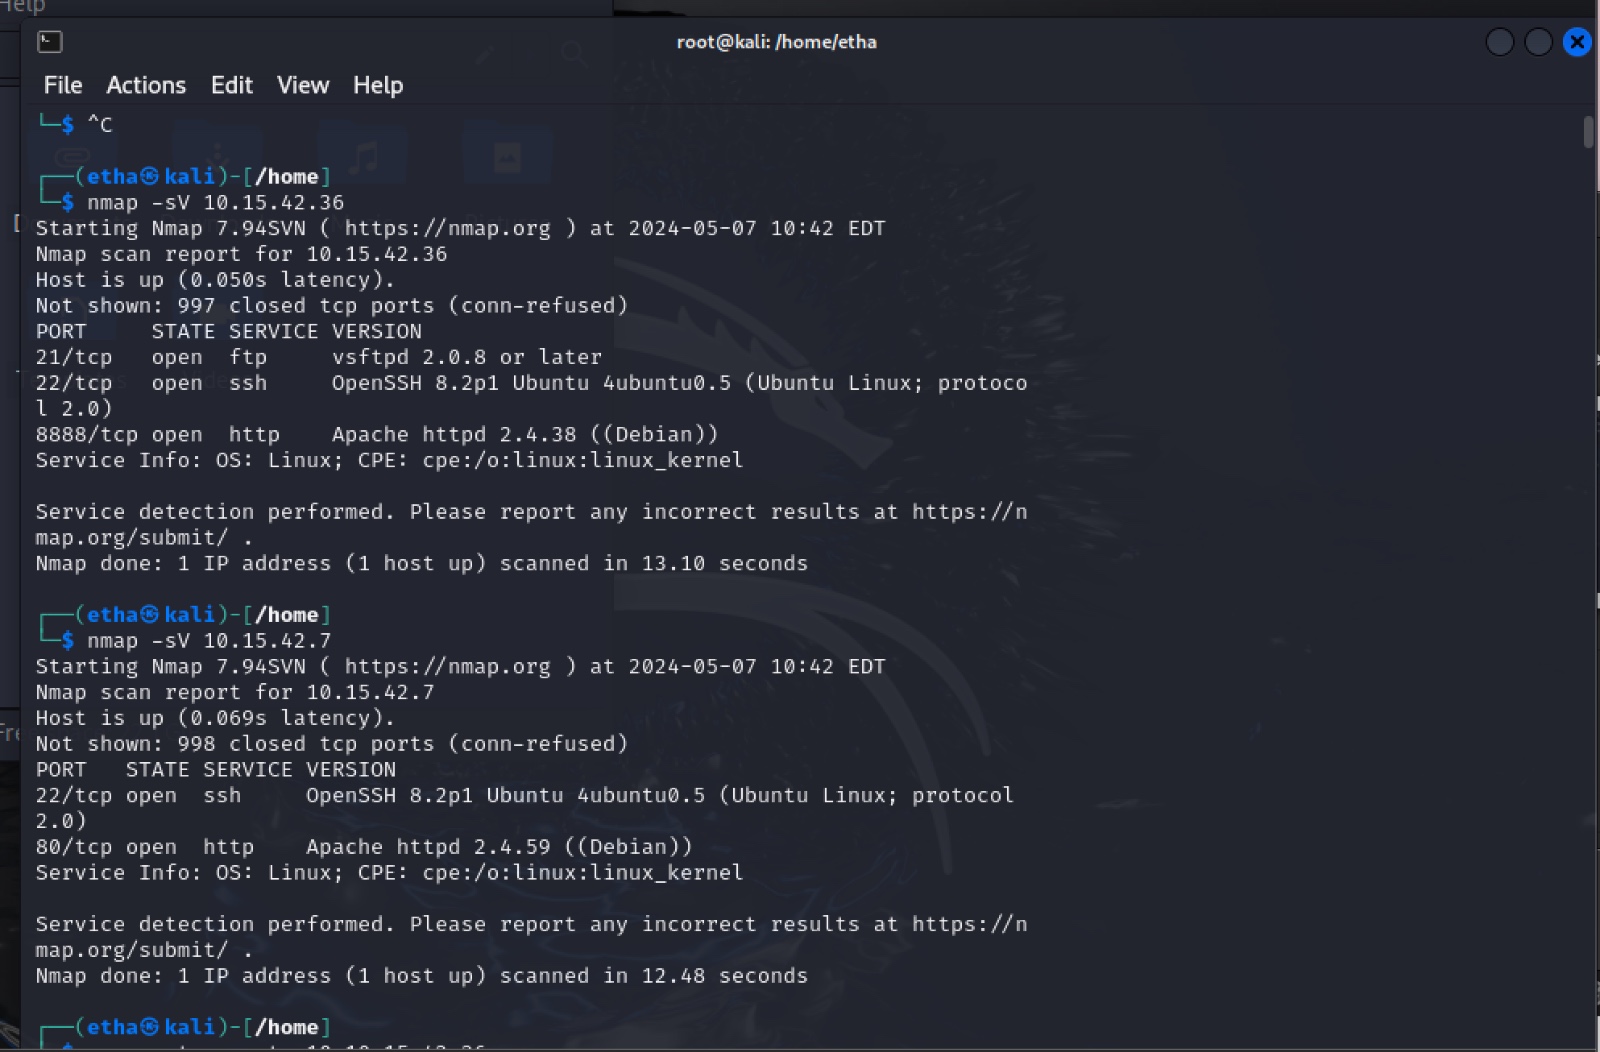 Help
root@kali: /home/etha
File Actions Edit View Help
└─$ ^C
┌──(etha㉿kali)-[/home]
└─$ nmap -sV 10.15.42.36
Starting Nmap 7.94SVN ( https://nmap.org ) at 2024-05-07 10:42 EDT
Nmap scan report for 10.15.42.36
Host is up (0.050s latency).
Not shown: 997 closed tcp ports (conn-refused)
PORT     STATE SERVICE VERSION
21/tcp   open  ftp     vsftpd 2.0.8 or later
22/tcp   open  ssh     OpenSSH 8.2p1 Ubuntu 4ubuntu0.5 (Ubuntu Linux; protoco
l 2.0)
8888/tcp open  http    Apache httpd 2.4.38 ((Debian))
Service Info: OS: Linux; CPE: cpe:/o:linux:linux_kernel
Service detection performed. Please report any incorrect results at https://n
map.org/submit/ .
Nmap done: 1 IP address (1 host up) scanned in 13.10 seconds
┌──(etha㉿kali)-[/home]
└─$ nmap -sV 10.15.42.7
Starting Nmap 7.94SVN ( https://nmap.org ) at 2024-05-07 10:42 EDT
Nmap scan report for 10.15.42.7
Host is up (0.069s latency).
Not shown: 998 closed tcp ports (conn-refused)
PORT   STATE SERVICE VERSION
22/tcp open  ssh     OpenSSH 8.2p1 Ubuntu 4ubuntu0.5 (Ubuntu Linux; protocol
2.0)
80/tcp open  http    Apache httpd 2.4.59 ((Debian))
Service Info: OS: Linux; CPE: cpe:/o:linux:linux_kernel
Service detection performed. Please report any incorrect results at https://n
map.org/submit/ .
Nmap done: 1 IP address (1 host up) scanned in 12.48 seconds
┌──(etha㉿kali)-[/home]